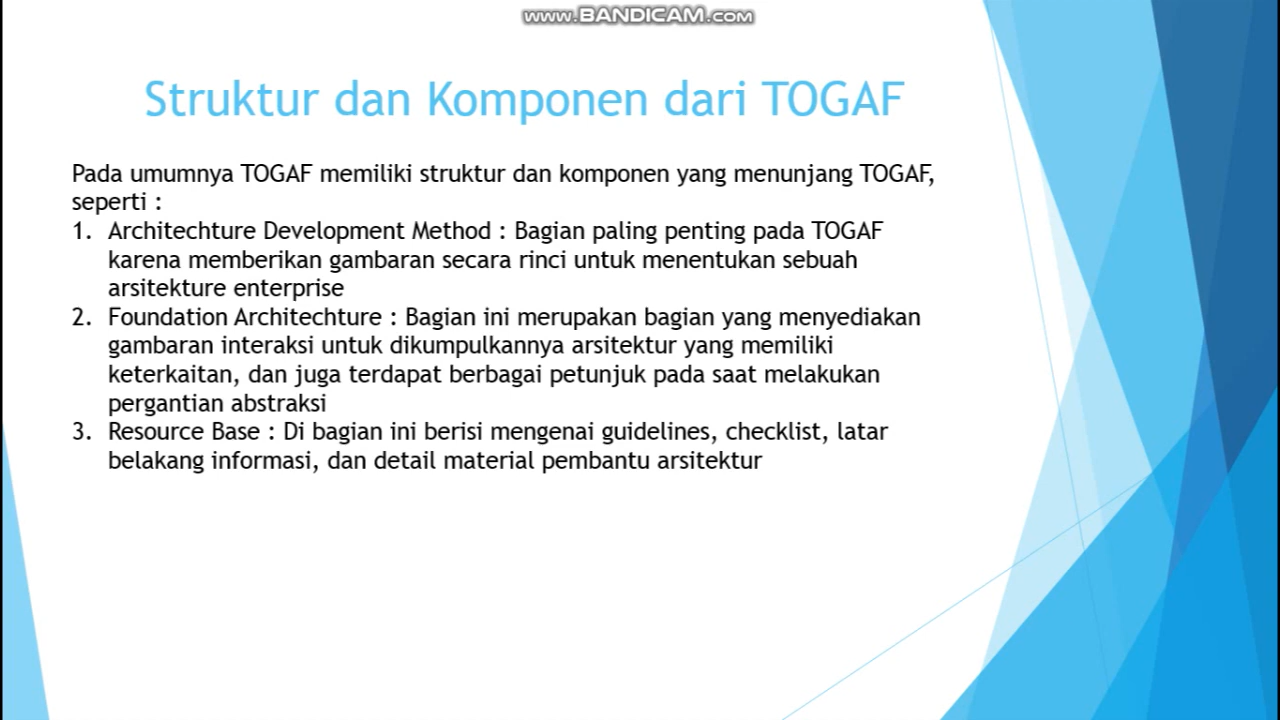 www.BANDICAM.com
Struktur dan Komponen dari TOGAF
Pada umumnya TOGAF memiliki struktur dan komponen yang menunjang TOGAF,
seperti :
1. Architechture Development Method : Bagian paling penting pada TOGAF
karena memberikan gambaran secara rinci untuk menentukan sebuah
arsitekture enterprise
2. Foundation Architechture : Bagian ini merupakan bagian yang menyediakan
gambaran interaksi untuk dikumpulkannya arsitektur yang memiliki
keterkaitan, dan juga terdapat berbagai petunjuk pada saat melakukan
pergantian abstraksi
3. Resource Base : Di bagian ini berisi mengenai guidelines, checklist, latar
belakang informasi, dan detail material pembantu arsitektur